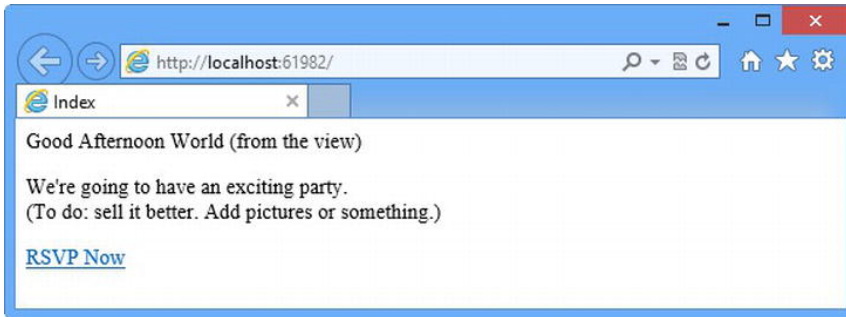 http://localhost:61982/
Index
Good Afternoon World (from the view)
We're going to have an exciting party.
(To do: sell it better. Add pictures or something.)
RSVP Now